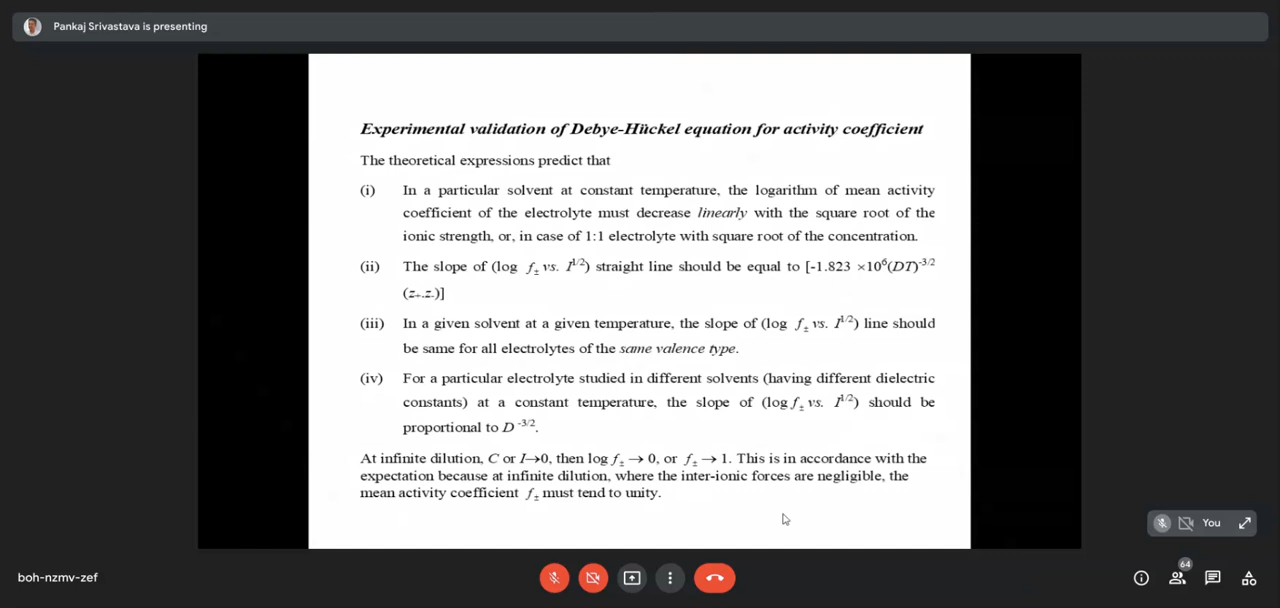 Pankaj Srivastava is presenting
Experimental validation of Debye-Hückel equation for activity coefficient
The theoretical expressions predict that
(i) In a particular solvent at constant temperature, the logarithm of mean activity
coefficient of the electrolyte must decrease linearly with the square root of the
ionic strength, or, in case of 1:1 electrolyte with square root of the concentration.
(ii) The slope of (log f± vs. I^1/2) straight line should be equal to [-1.823 ×10^6(DT)^-3/2
(z+.z-)]
(iii) In a given solvent at a given temperature, the slope of (log f± vs. I^1/2) line should
be same for all electrolytes of the same valence type.
(iv) For a particular electrolyte studied in different solvents (having different dielectric
constants) at a constant temperature, the slope of (log f± vs. I^1/2) should be
proportional to D^-3/2.
At infinite dilution, C or I→0, then log f± → 0, or f± → 1. This is in accordance with the
expectation because at infinite dilution, where the inter-ionic forces are negligible, the
mean activity coefficient f± must tend to unity.
You
boh-nzmv-zef
64